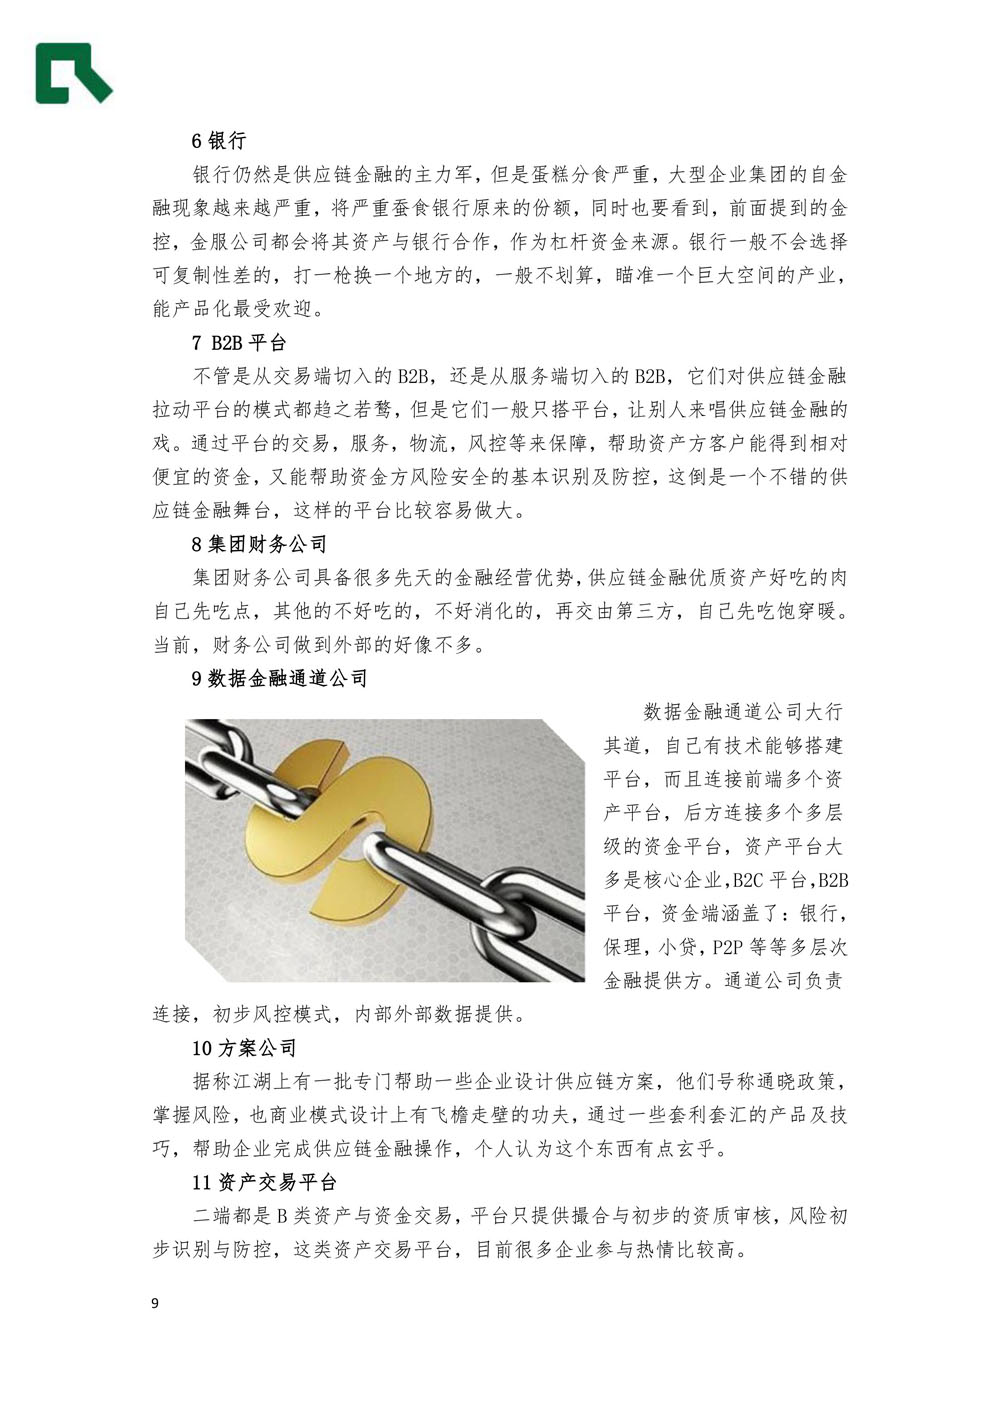 6 银行
银行仍然是供应链金融的主力军，但是蛋糕分食严重，大型企业集团的自金
融现象越来越严重，将严重蚕食银行原来的份额，同时也要看到，前面提到的金
控，金服公司都会将其资产与银行合作，作为杠杆资金来源。银行一般不会选择
可复制性差的，打一枪换一个地方的，一般不划算，瞄准一个巨大空间的产业，
能产品化最受欢迎。
7 B2B 平台
不管是从交易端切入的 B2B，还是从服务端切入的 B2B，它们对供应链金融
拉动平台的模式都趋之若鹜，但是它们一般只搭平台，让别人来唱供应链金融的
戏。通过平台的交易，服务，物流，风控等来保障，帮助资产方客户能得到相对
便宜的资金，又能帮助资金方风险安全的基本识别及防控，这倒是一个不错的供
应链金融舞台，这样的平台比较容易做大。
8 集团财务公司
集团财务公司具备很多先天的金融经营优势，供应链金融优质资产好吃的肉
自己先吃点，其他的不好吃的，不好消化的，再交由第三方，自己先吃饱穿暖。
当前，财务公司做到外部的好像不多。
9 数据金融通道公司
数据金融通道公司大行
其道，自己有技术能够搭建
平台，而且连接前端多个资
产平台，后方连接多个多层
级的资金平台，资产平台大
多是核心企业,B2C 平台,B2B
平台，资金端涵盖了：银行，
保理，小贷，P2P 等等多层次
金融提供方。通道公司负责
连接，初步风控模式，内部外部数据提供。
10 方案公司
据称江湖上有一批专门帮助一些企业设计供应链方案，他们号称通晓政策，
掌握风险，也商业模式设计上有飞檐走壁的功夫，通过一些套利套汇的产品及技
巧，帮助企业完成供应链金融操作，个人认为这个东西有点玄乎。
11 资产交易平台
二端都是 B 类资产与资金交易，平台只提供撮合与初步的资质审核，风险初
步识别与防控，这类资产交易平台，目前很多企业参与热情比较高。
9